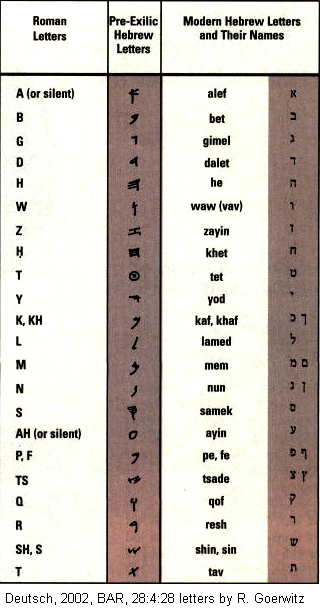 Roman Letters
Pre-Exilic Hebrew Letters
Modern Hebrew Letters and Their Names
A (or silent) 𐤀 alef א
B 𐤁 bet ב
G 𐤂 gimel ג
D 𐤃 dalet ד
H 𐤄 he ה
W 𐤅 waw (vav) ו
Z 𐤆 zayin ז
Ḥ 𐤇 khet ח
T 𐤈 tet ט
Y 𐤉 yod י
K, KH 𐤊 kaf, khaf ך כ
L 𐤋 lamed ל
M 𐤌 mem ם מ
N 𐤍 nun ן נ
S 𐤎 samek ס
AH (or silent) 𐤏 ayin ע
P, F 𐤐 pe, fe ף פ
TS 𐤑 tsade ץ צ
Q 𐤒 qof ק
R 𐤓 resh ר
SH, S 𐤔 shin, sin ש
T 𐤕 tav ת
Deutsch, 2002, BAR, 28:4:28 letters by R. Goerwitz